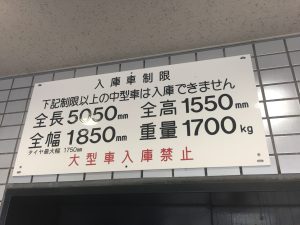 入庫車制限
下記制限以上の中型車は入庫できません
全長5050mm 全高1550mm
全幅1850mm 重量1700kg
タイヤ最大幅 1750mm
大型車入庫禁止